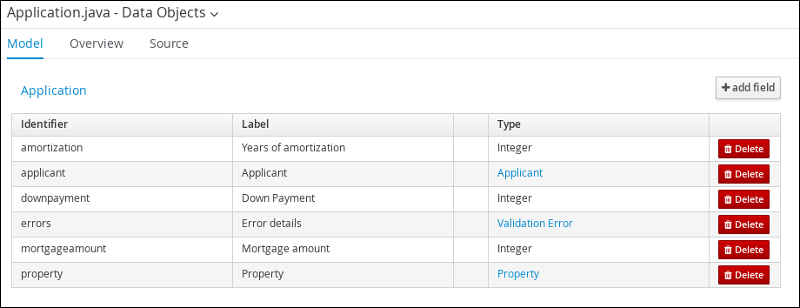 Application.java - Data Objects
Model Overview Source
Application
add field
Identifier Label Type
amortization Years of amortization Integer Delete
applicant Applicant Applicant Delete
downpayment Down Payment Integer Delete
errors Error details Validation Error Delete
mortgageamount Mortgage amount Integer Delete
property Property Property Delete